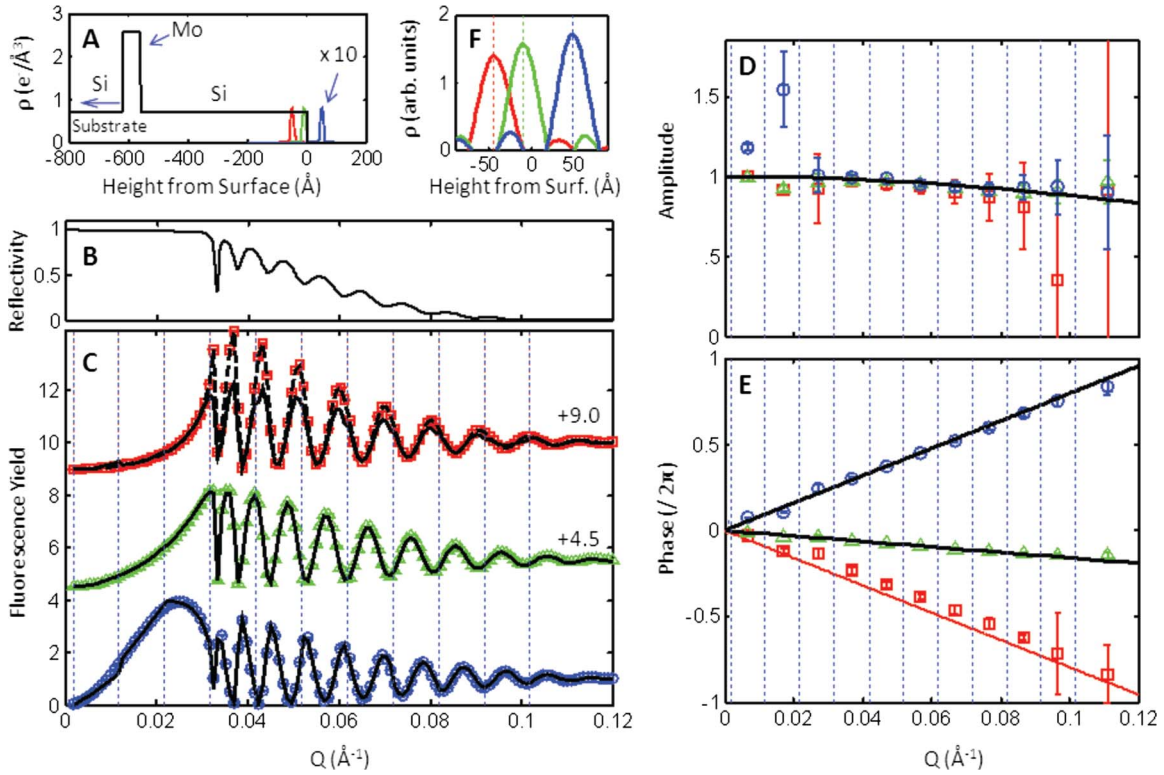 A
ρ (e⁻/Å³)
3
2
1
0
Mo
x 10
Si
Si
Substrate
-800 -600 -400 -200 0 200
Height from Surface (Å)
F
ρ (arb. units)
-50 0 50
Height from Surf. (Å)
B
Reflectivity
1
0.5
0
C
Fluorescence Yield
12
10
8
6
4
2
0
+9.0
+4.5
0 0.02 0.04 0.06 0.08 0.1 0.12
Q (Å⁻¹)
D
Amplitude
1.5
1
.5
0
E
Phase (/ 2π)
1
0.5
0
-0.5
-1
0 0.02 0.04 0.06 0.08 0.1 0.12
Q (Å⁻¹)